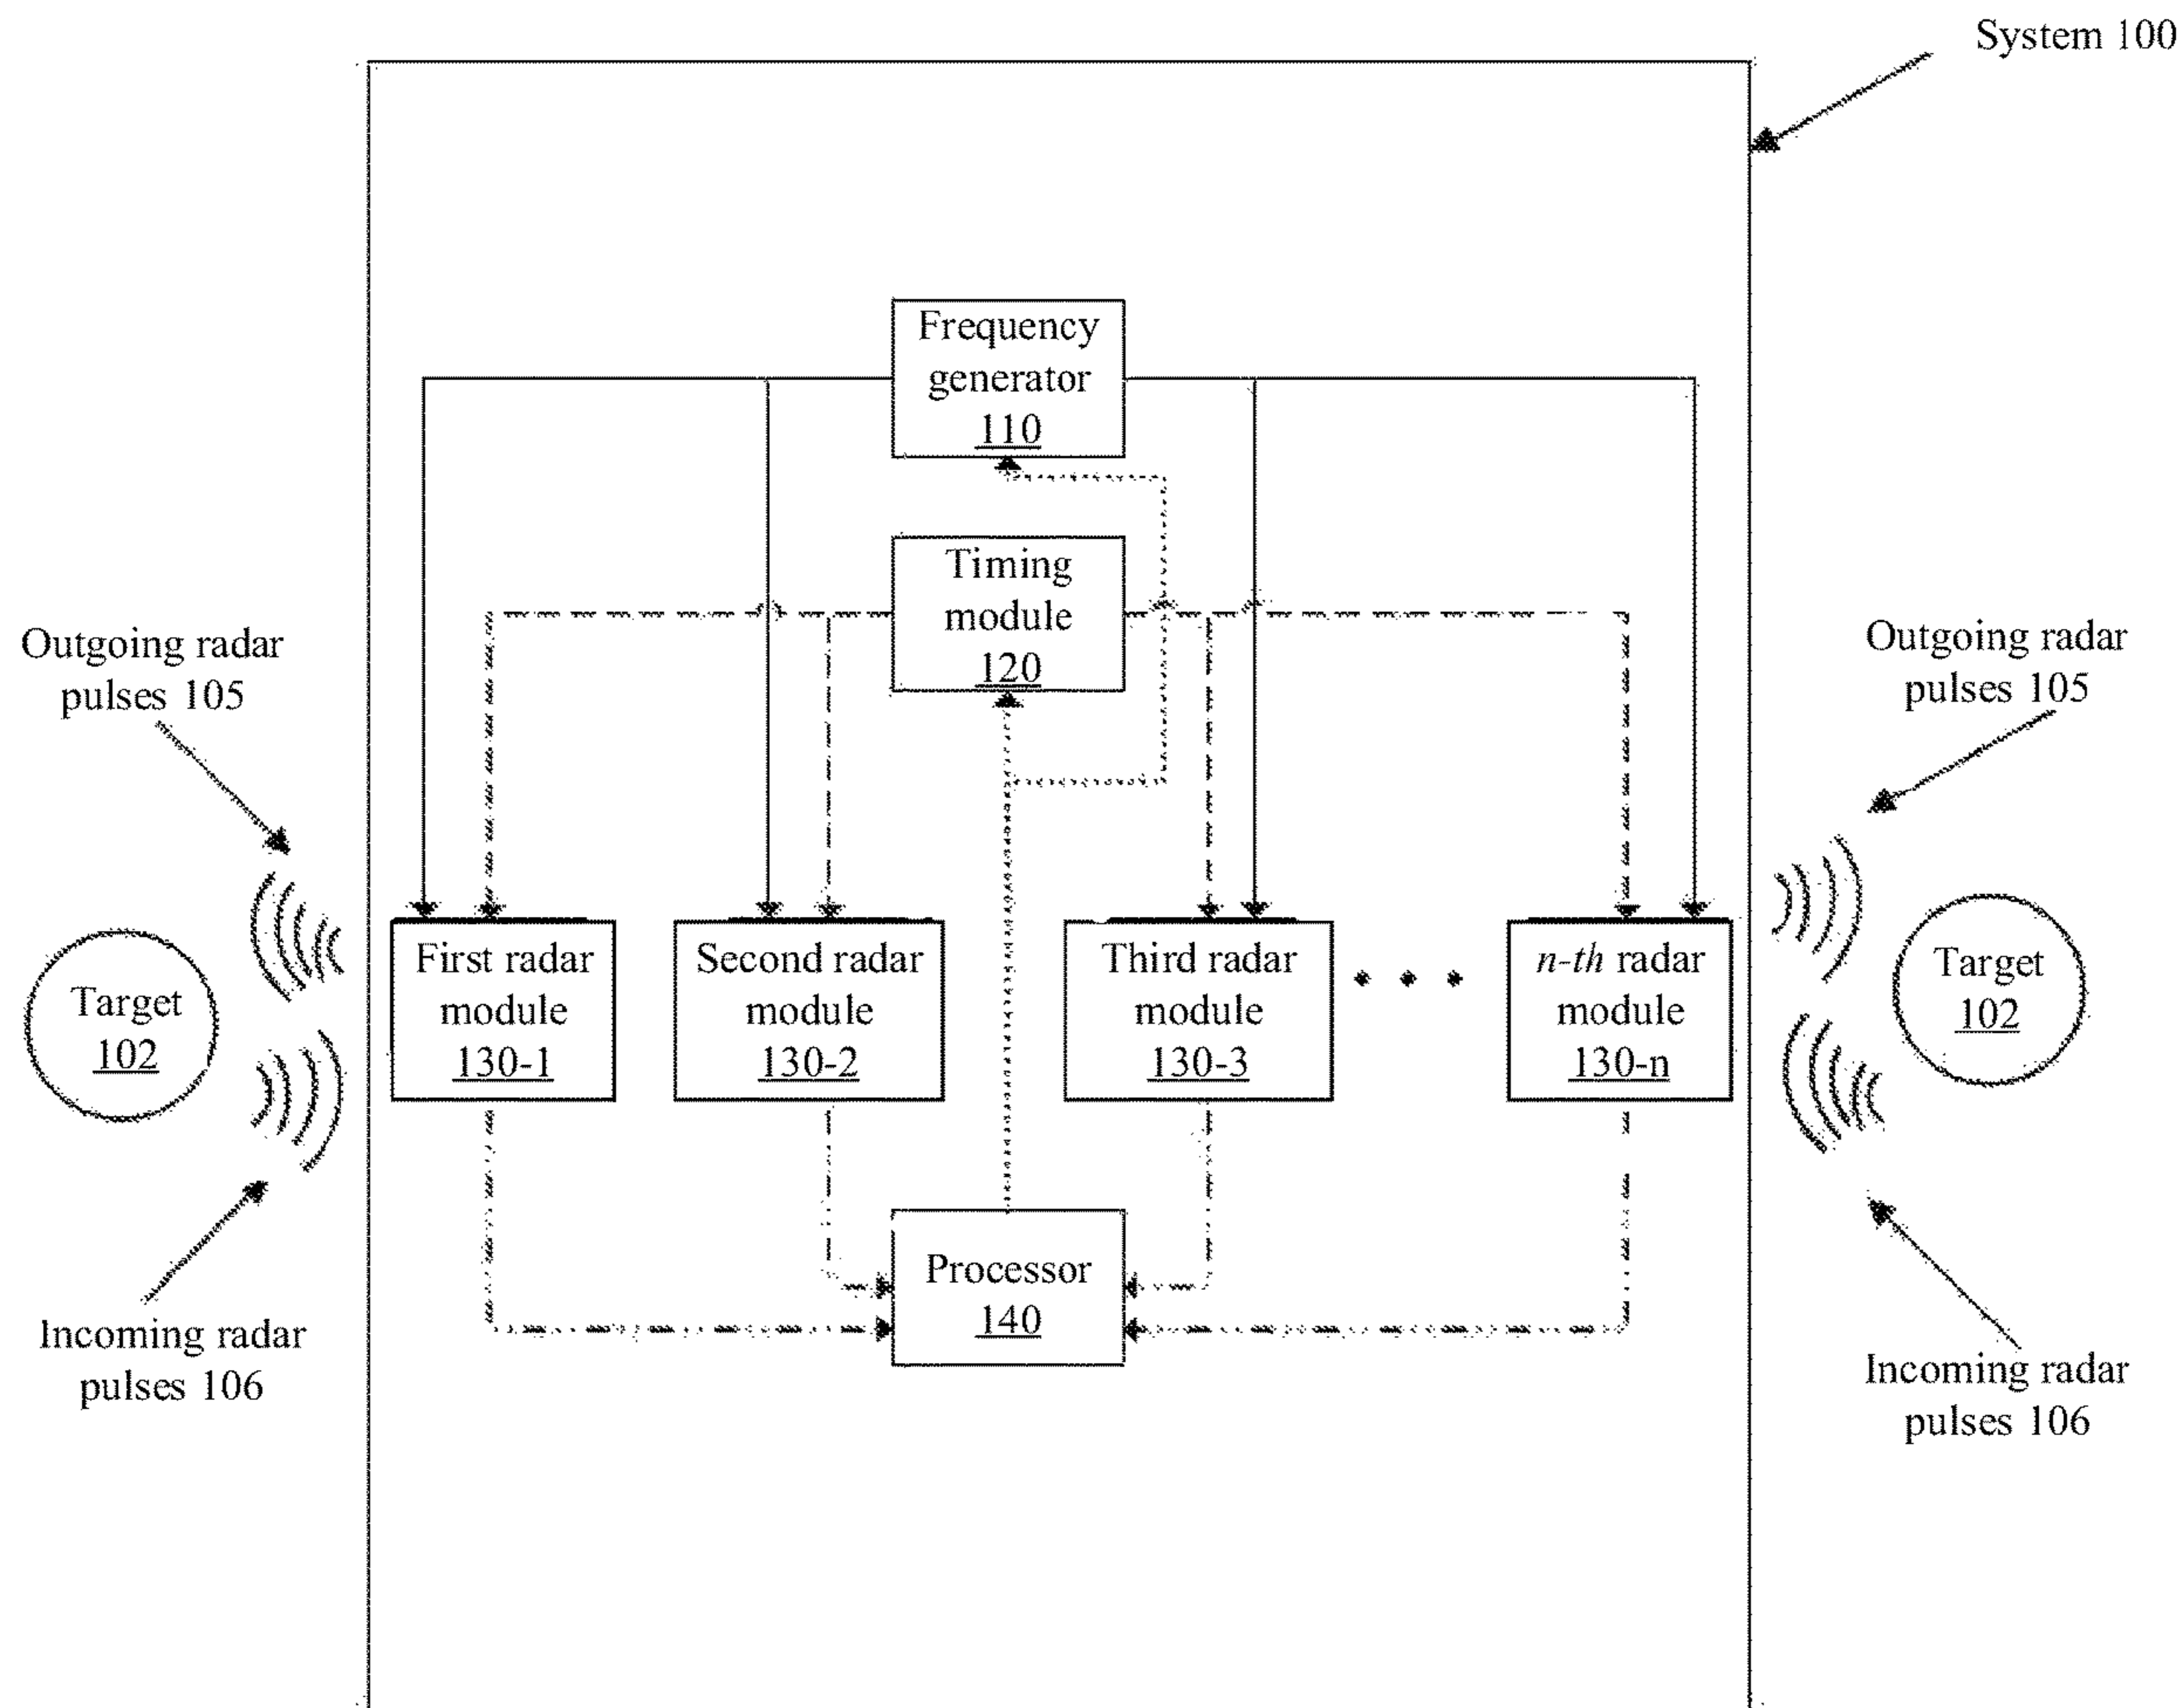 System 100
Frequency
generator
110
Timing
module
120
Outgoing radar
pulses 105
Outgoing radar
pulses 105
Target
102
First radar
module
130-1
Second radar
module
130-2
Third radar
module
130-3
n-th radar
module
130-n
Target
102
Processor
140
Incoming radar
pulses 106
Incoming radar
pulses 106